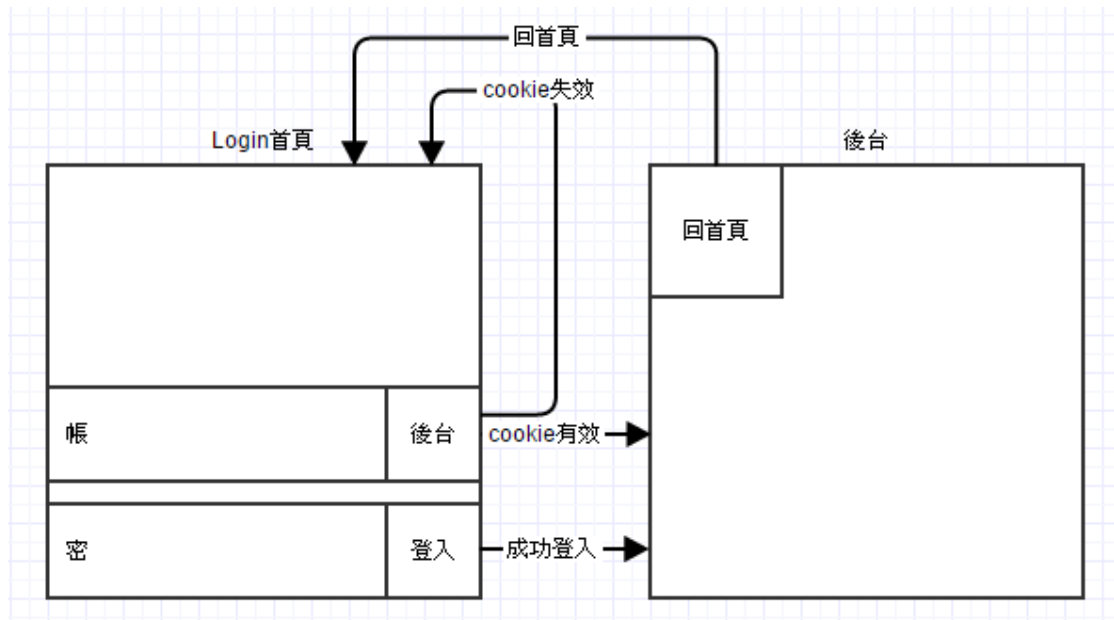 回首頁
cookie失效
Login首頁
後台
回首頁
帳
後台
cookie有效
密
登入
成功登入